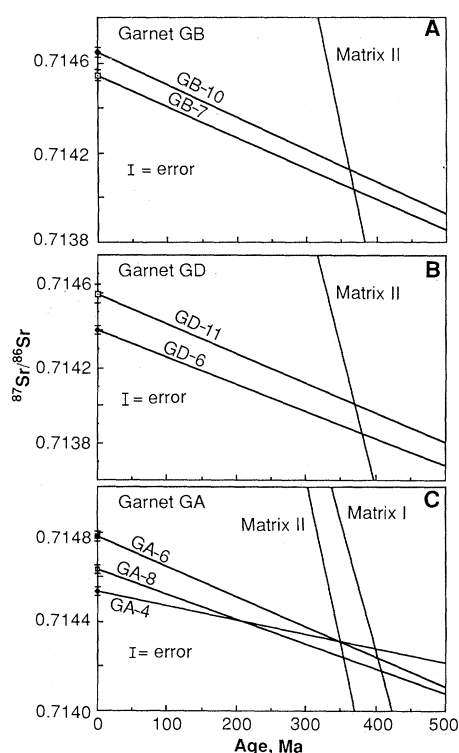 Garnet GB
A
0.7146
Matrix II
GB-10
GB-7
0.7142
I = error
0.7138
Garnet GD
B
0.7146
Matrix II
GD-11
GD-6
87Sr/86Sr
0.7142
I = error
0.7138
Garnet GA
C
Matrix II
Matrix I
0.7148
GA-6
GA-8
GA-4
0.7144
I= error
0.7140
0 100 200 300 400 500
Age, Ma